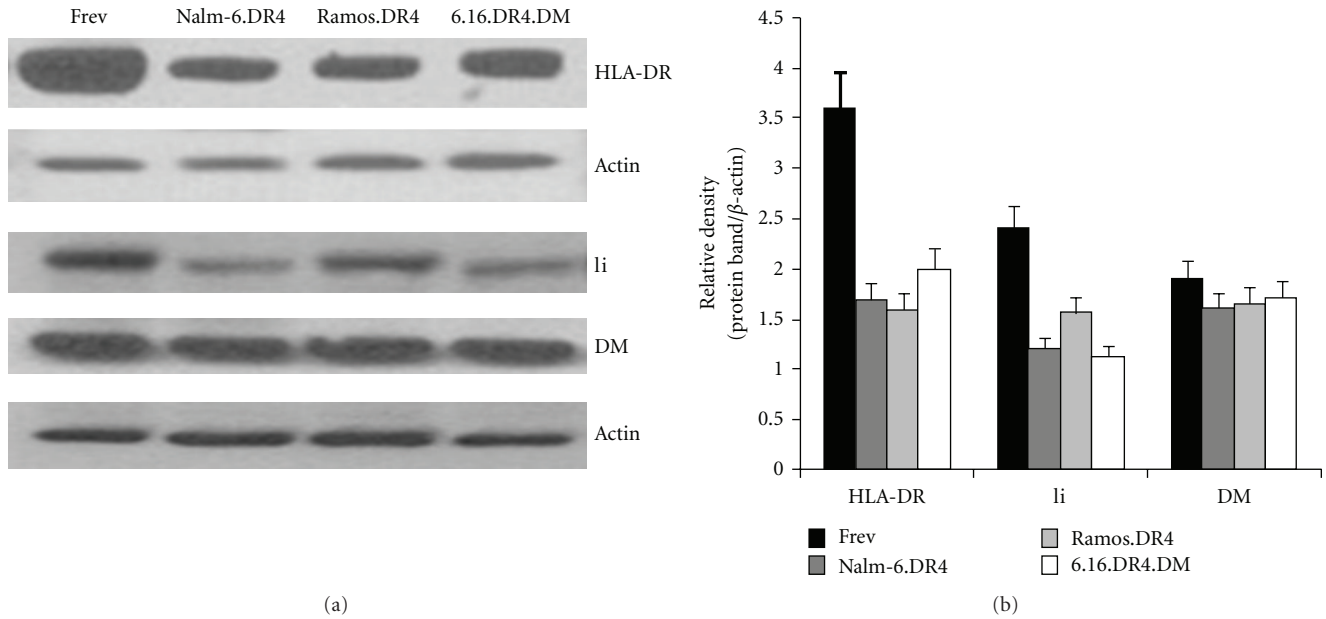 Frev Nalm-6.DR4 Ramos.DR4 6.16.DR4.DM
HLA-DR
Actin
li
DM
Actin
(a)
4.5
4
3.5
3
2.5
2
1.5
1
0.5
0
Relative density
(protein band/β-actin)
HLA-DR li DM
Frev Ramos.DR4
Nalm-6.DR4 6.16.DR4.DM
(b)